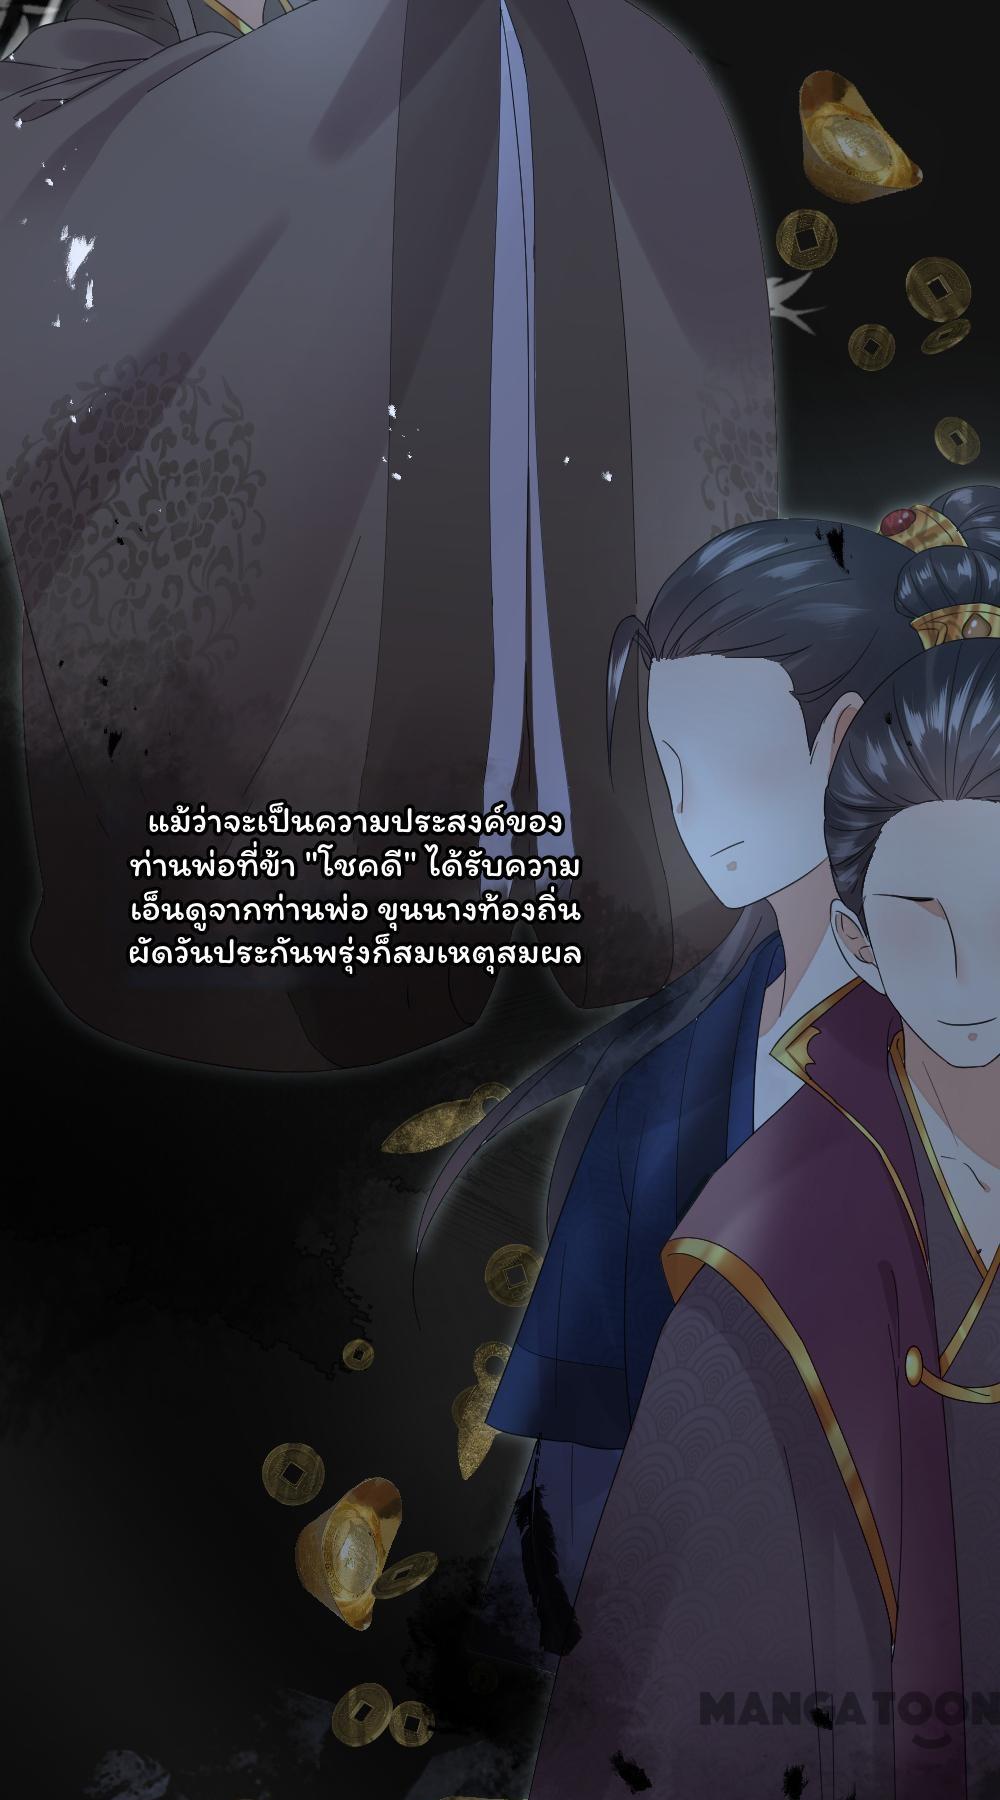 แม้ว่าจะเป็นความประสงค์ของ
ท่านพ่อที่ข้า "โชคดี" ได้รับความ
เอ็นดูจากท่านพ่อ ขุนนางท้องถิ่น
ผัดวันประกันพรุ่งก็สมเหตุสมผล
MANGATOON